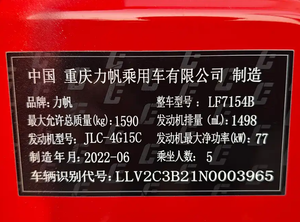 中国 重庆力帆乘用车有限公司 制造
品牌: 力帆 整车型号: LF7154B
最大允许总质量(kg): 1590 发动机排量(mL): 1498
发动机型号: JLC-4G15C 发动机最大净功率(kW): 77
制造年月: 2022-06 乘坐人数: 5
车辆识别代号: LLV2C3B21N0003965